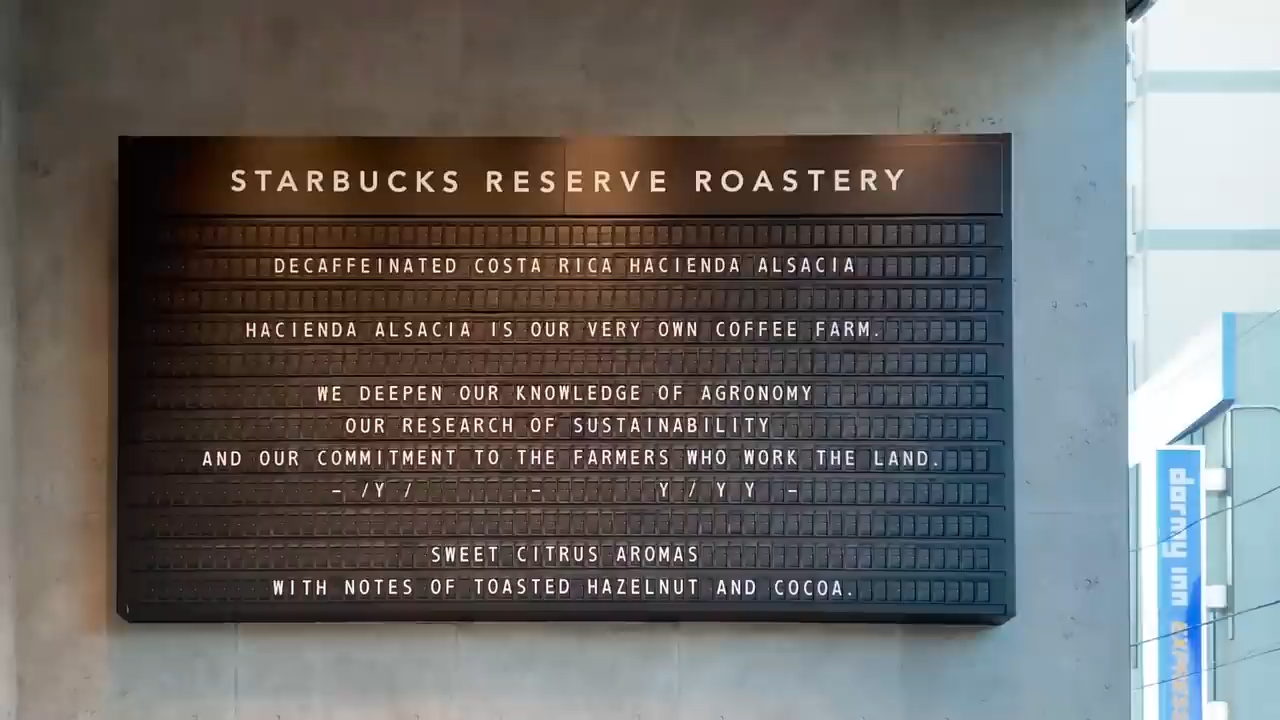 STARBUCKS RESERVE ROASTERY
DECAFFEINATED COSTA RICA HACIENDA ALSACIA
HACIENDA ALSACIA IS OUR VERY OWN COFFEE FARM.
WE DEEPEN OUR KNOWLEDGE OF AGRONOMY
OUR RESEARCH OF SUSTAINABILITY
AND OUR COMMITMENT TO THE FARMERS WHO WORK THE LAND.
– /Y / – Y / Y Y –
SWEET CITRUS AROMAS
WITH NOTES OF TOASTED HAZELNUT AND COCOA.
dormy inn
EXPRESS